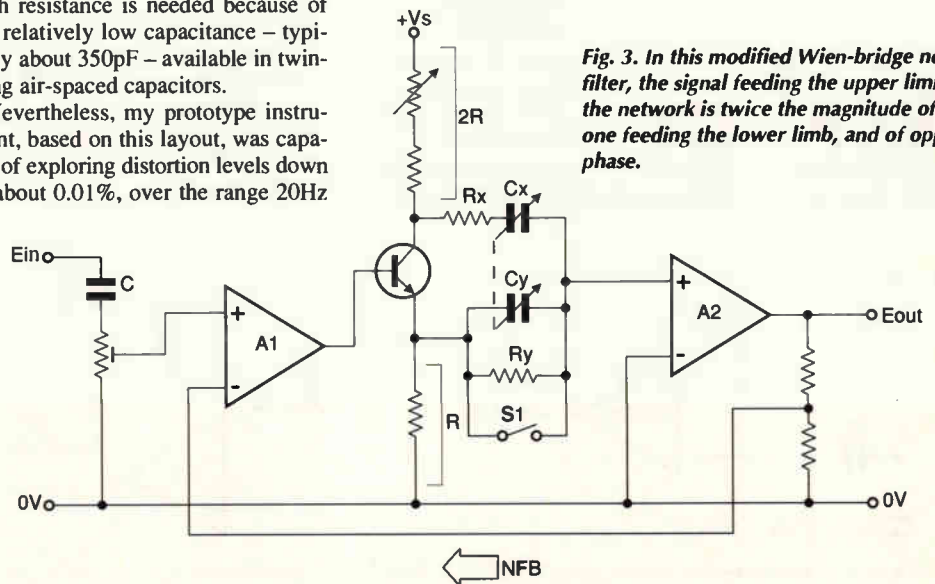 h resistance is needed because of
relatively low capacitance – typi-
y about 350pF – available in twin-
g air-spaced capacitors.
evertheless, my prototype instru-
nt, based on this layout, was capa-
of exploring distortion levels down
bout 0.01%, over the range 20Hz
Fig. 3. In this modified Wien-bridge no
filter, the signal feeding the upper limb
the network is twice the magnitude of
one feeding the lower limb, and of opp
phase.
+Vs
2R
Rx
Cx
Ein
C
Cy
A1
A2
Eout
Ry
S1
R
0V
0V
NFB